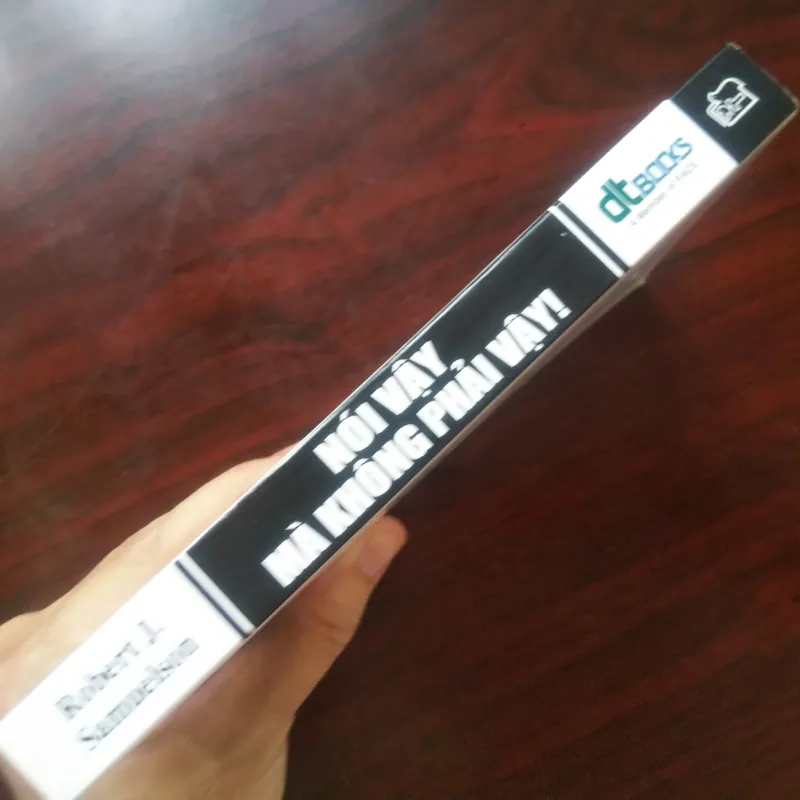 Robert J.
Samuelson
NÓI VẬY
MÀ KHÔNG PHẢI VẬY!
dtBOOKS